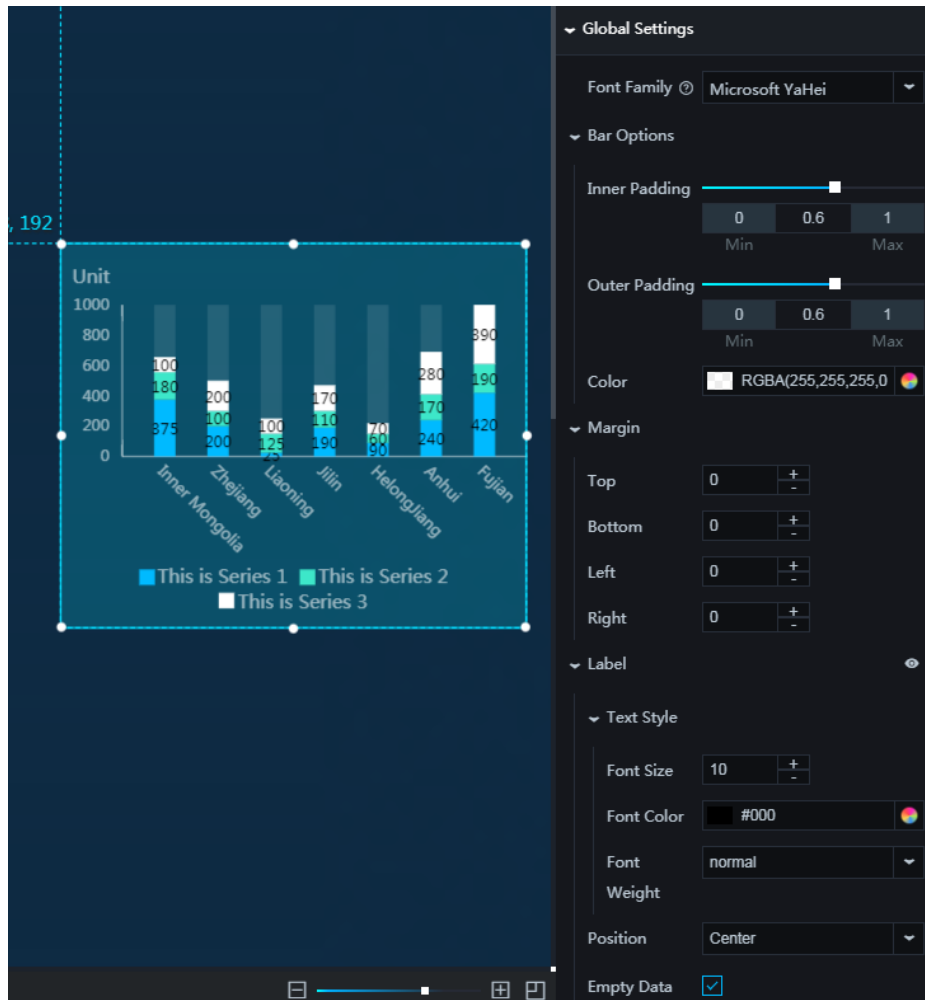 , 192
Unit
1000
800
600
400
200
0
100
180
375
200
100
200
100
125
25
170
110
190
70
60
90
280
170
240
390
190
420
Inner Mongolia
Zhejiang
Liaoning
Jilin
HelongJiang
Anhui
Fujian
This is Series 1 This is Series 2
This is Series 3
Global Settings
Font Family ? Microsoft YaHei
Bar Options
Inner Padding
0 0.6 1
Min Max
Outer Padding
0 0.6 1
Min Max
Color RGBA(255,255,255,0
Margin
Top 0 + -
Bottom 0 + -
Left 0 + -
Right 0 + -
Label
Text Style
Font Size 10 + -
Font Color #000
Font Weight normal
Position Center
Empty Data